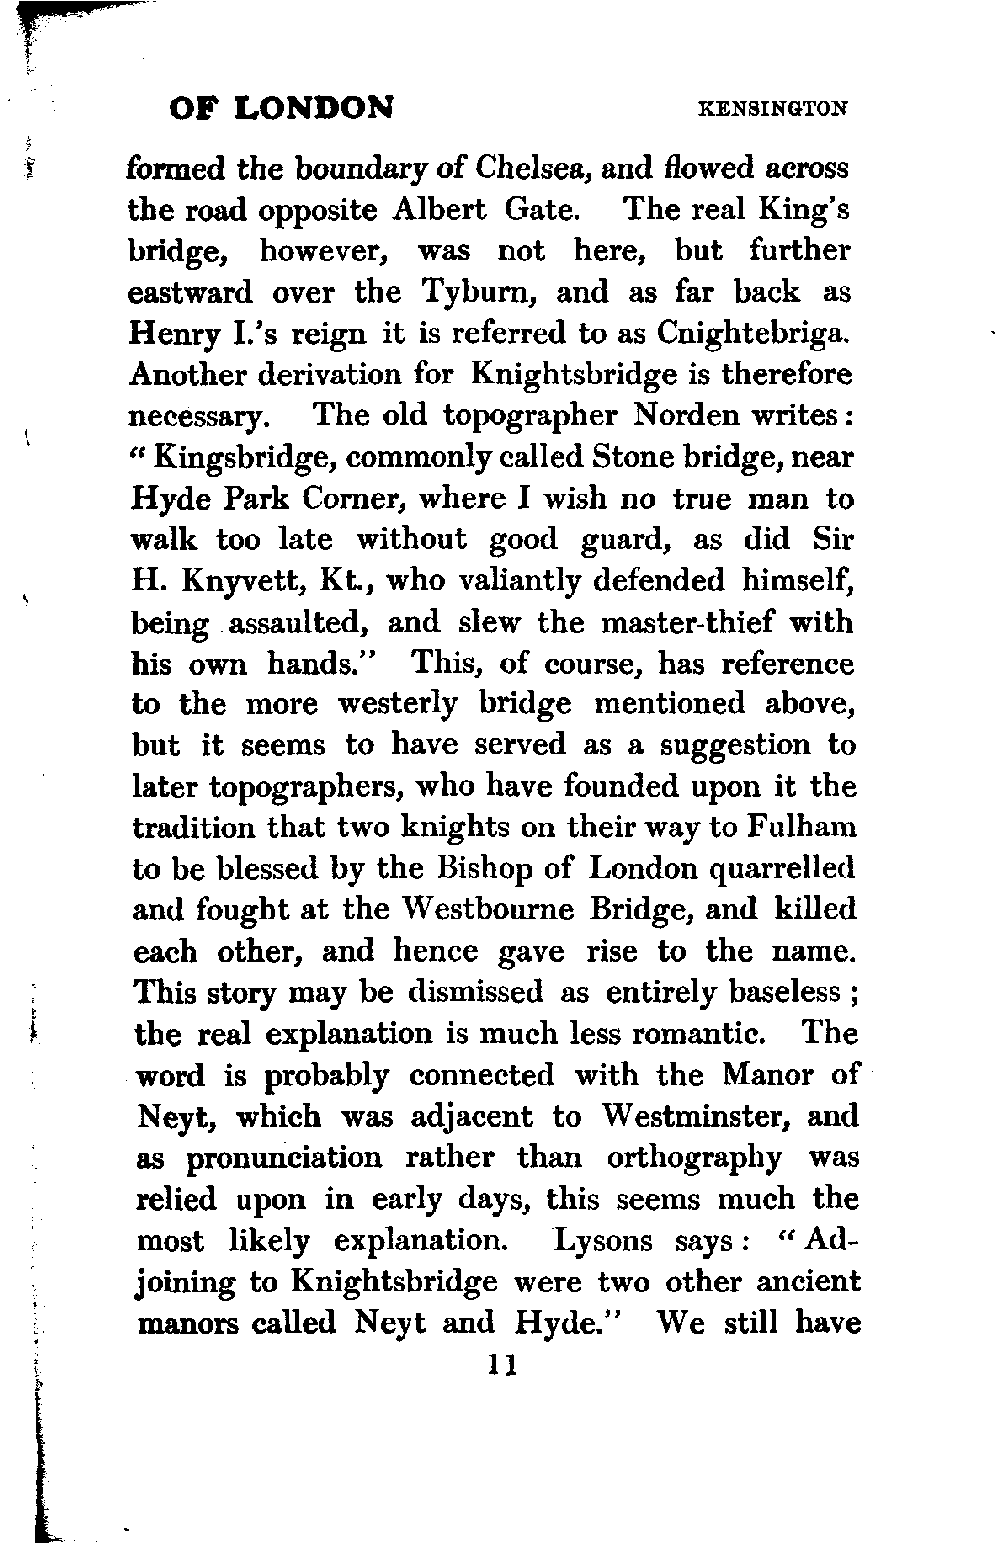 OF LONDON KENSINGTON
formed the boundary of Chelsea, and flowed across
the road opposite Albert Gate. The real King's
bridge, however, was not here, but further
eastward over the Tyburn, and as far back as
Henry I.'s reign it is referred to as Cnightebriga.
Another derivation for Knightsbridge is therefore
necessary. The old topographer Norden writes:
“Kingsbridge, commonly called Stone bridge, near
Hyde Park Corner, where I wish no true man to
walk too late without good guard, as did Sir
H. Knyvett, Kt., who valiantly defended himself,
being assaulted, and slew the master-thief with
his own hands.” This, of course, has reference
to the more westerly bridge mentioned above,
but it seems to have served as a suggestion to
later topographers, who have founded upon it the
tradition that two knights on their way to Fulham
to be blessed by the Bishop of London quarrelled
and fought at the Westbourne Bridge, and killed
each other, and hence gave rise to the name.
This story may be dismissed as entirely baseless;
the real explanation is much less romantic. The
word is probably connected with the Manor of
Neyt, which was adjacent to Westminster, and
as pronunciation rather than orthography was
relied upon in early days, this seems much the
most likely explanation. Lysons says: “Ad-
joining to Knightsbridge were two other ancient
manors called Neyt and Hyde.” We still have
11